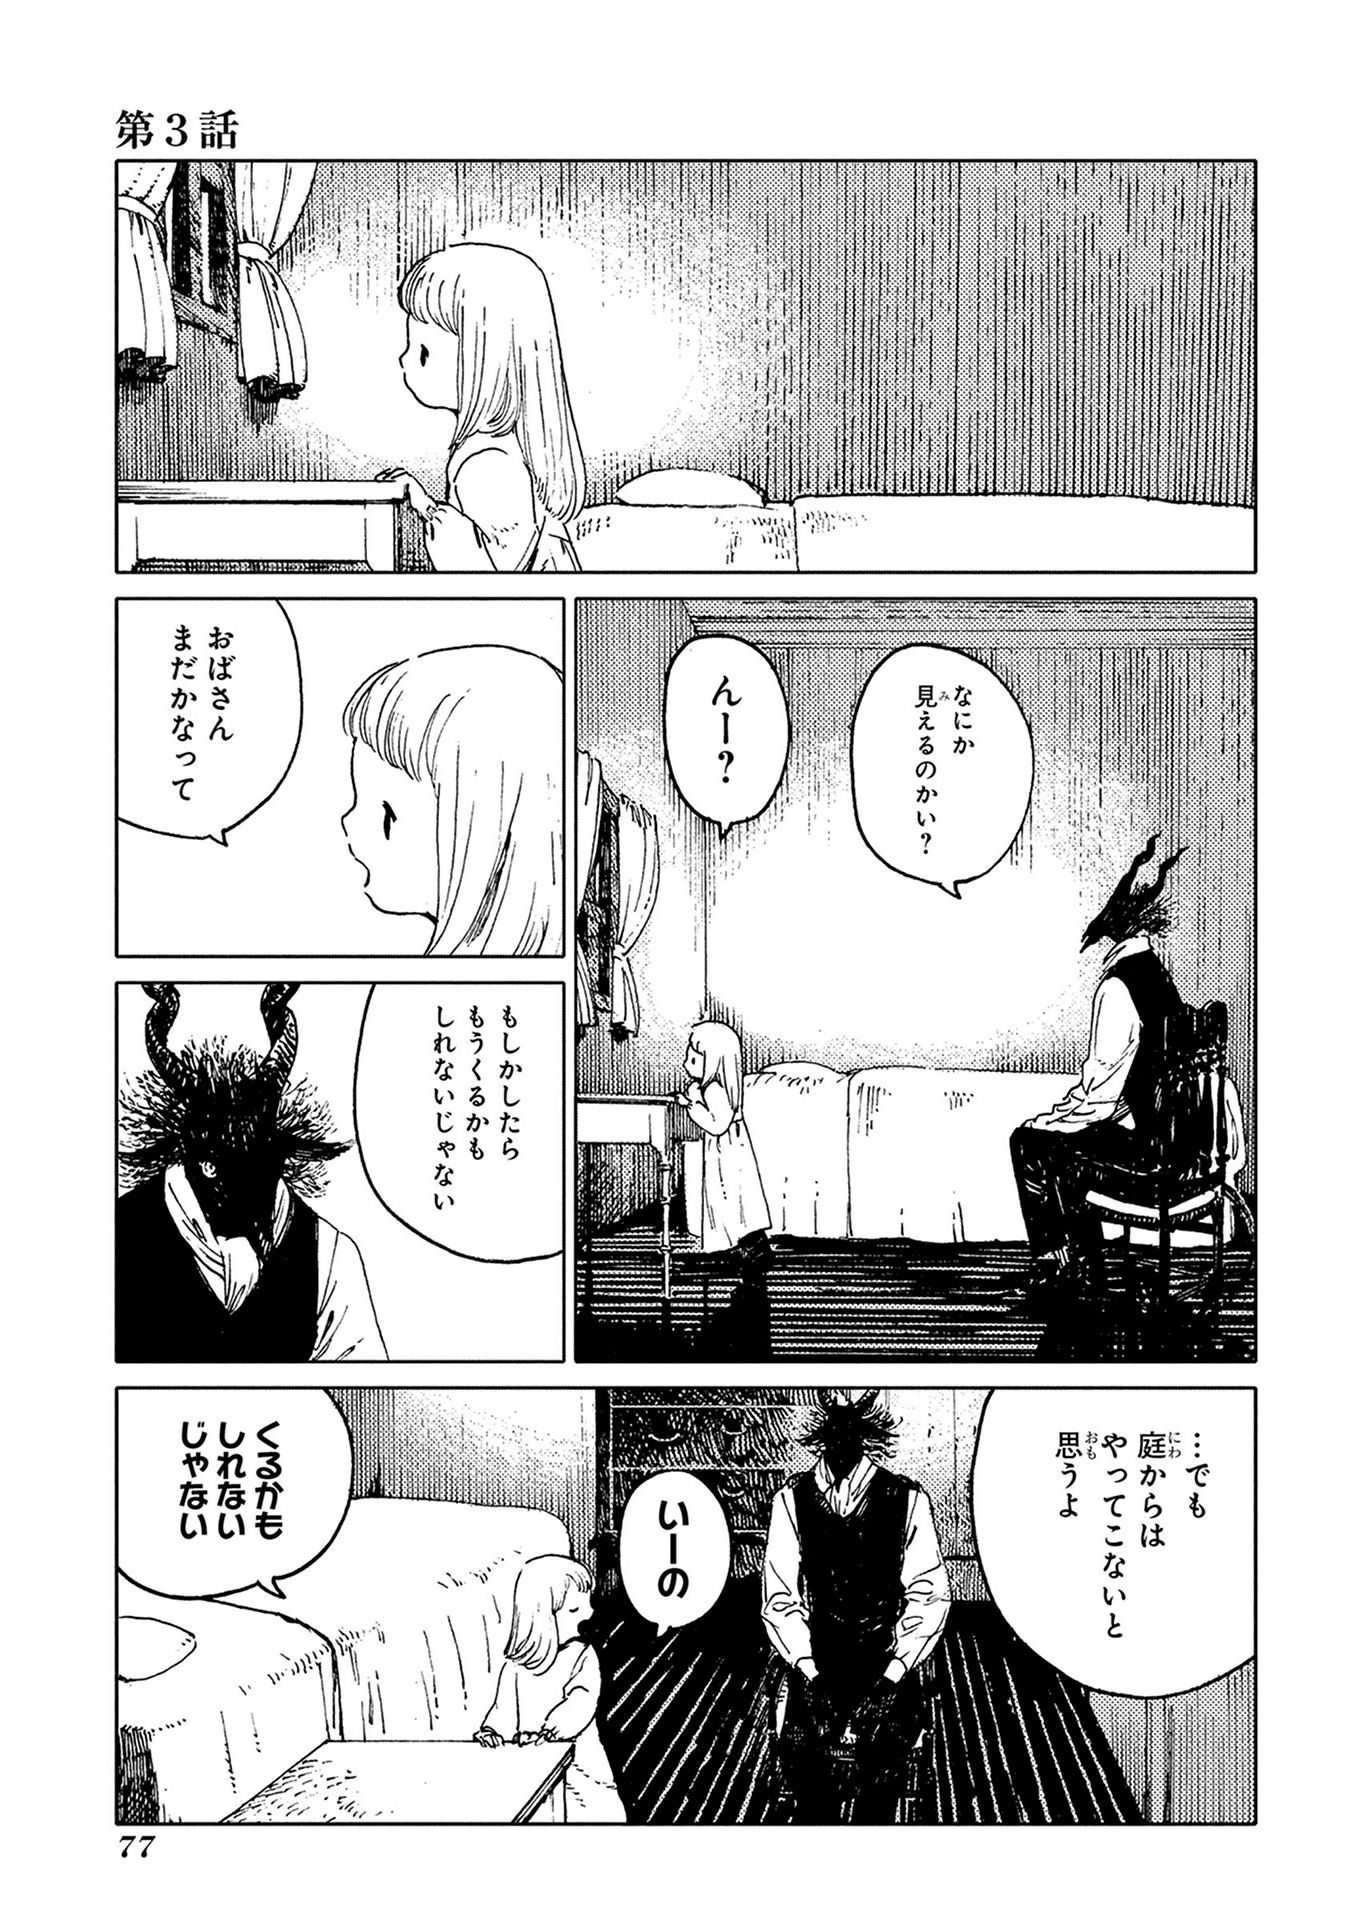 第3話
なにか
見えるのかい?
んー?
おばさん
まだかなって
もしかしたら
もうくるかも
しれないじゃない
…でも
庭からは
やってこないと
思うよ
いーの
くるかも
しれない
じゃない
77